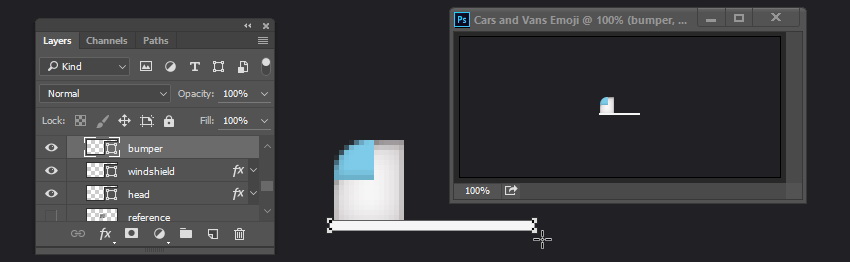 Layers Channels Paths
Kind
T
Normal Opacity: 100%
Lock: Fill: 100%
bumper
windshield fx
head fx
reference
fx
Ps Cars and Vans Emoji @ 100% (bumper, ...
100%